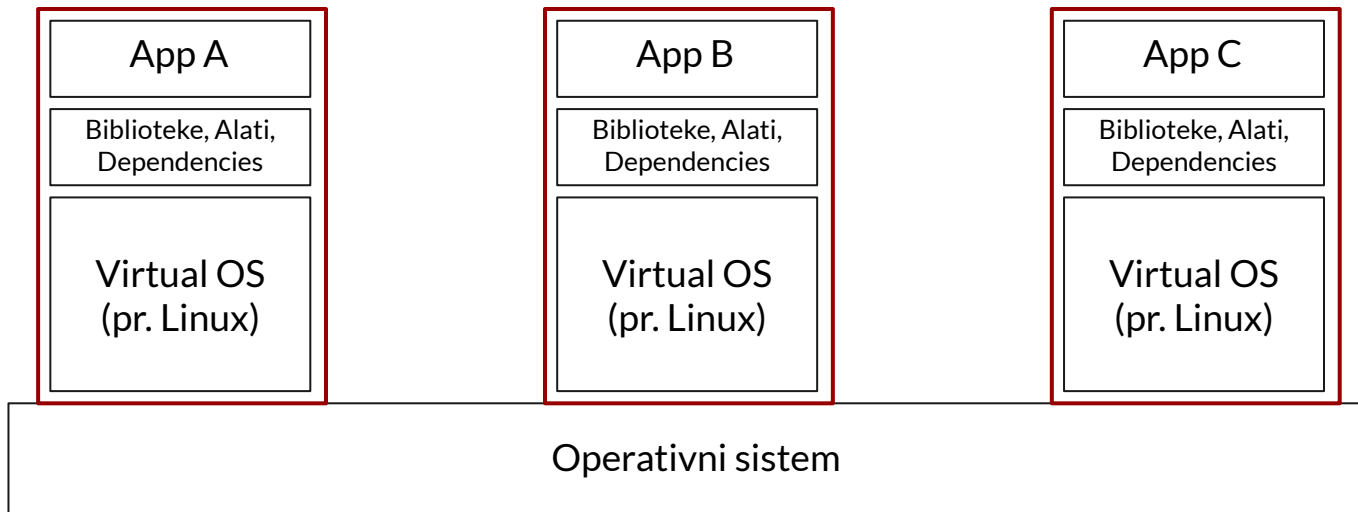 App A
Biblioteke, Alati,
Dependencies
Virtual OS
(pr. Linux)
App B
Biblioteke, Alati,
Dependencies
Virtual OS
(pr. Linux)
App C
Biblioteke, Alati,
Dependencies
Virtual OS
(pr. Linux)
Operativni sistem